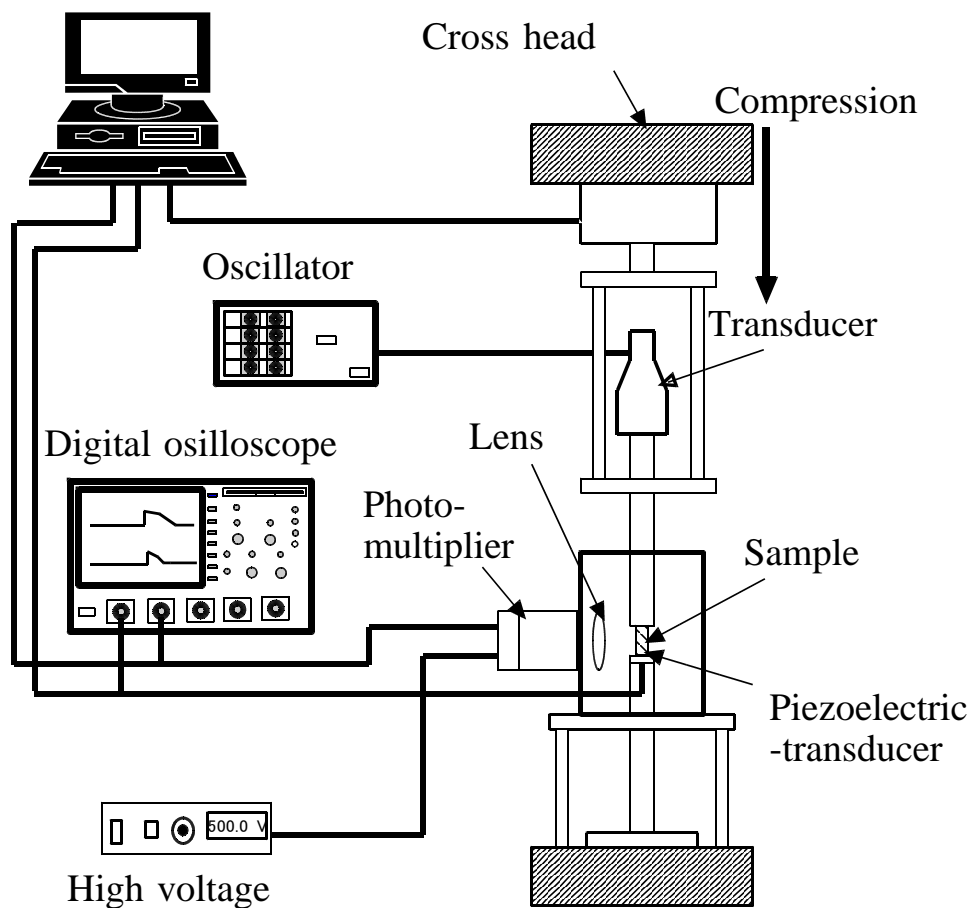 Cross head
Compression
Oscillator
Transducer
Digital osilloscope
Lens
Photo-
multiplier
Sample
Piezoelectric
-transducer
500.0 V
High voltage